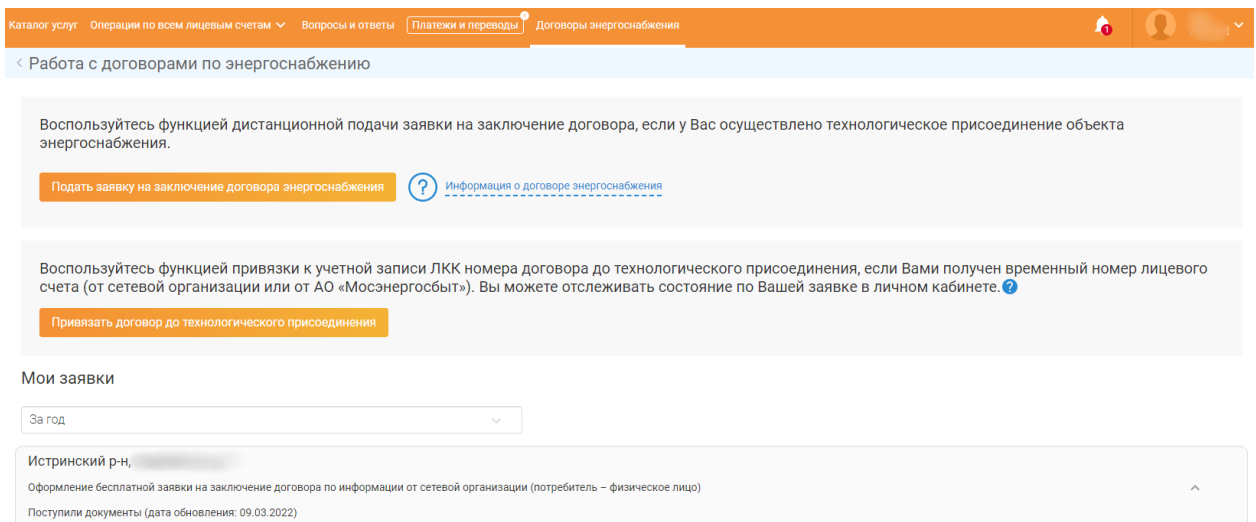 Каталог услуг Операции по всем лицевым счетам Вопросы и ответы Платежи и переводы Договоры энергоснабжения
1
Работа с договорами по энергоснабжению
Воспользуйтесь функцией дистанционной подачи заявки на заключение договора, если у Вас осуществлено технологическое присоединение объекта
энергоснабжения.
Подать заявку на заключение договора энергоснабжения ? Информация о договоре энергоснабжения
Воспользуйтесь функцией привязки к учетной записи ЛКК номера договора до технологического присоединения, если Вами получен временный номер лицевого
счета (от сетевой организации или от АО «Мосэнергосбыт»). Вы можете отслеживать состояние по Вашей заявке в личном кабинете. ?
Привязать договор до технологического присоединения
Мои заявки
За год
Истринский р-н,
Оформление бесплатной заявки на заключение договора по информации от сетевой организации (потребитель – физическое лицо)
Поступили документы (дата обновления: 09.03.2022)